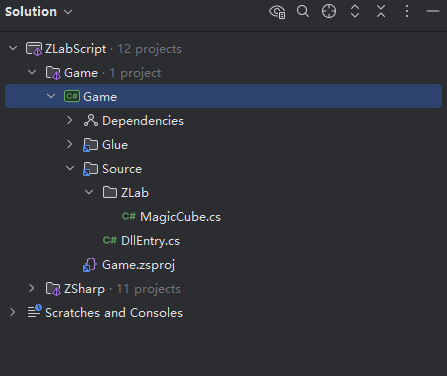 Solution
ZLabScript · 12 projects
Game · 1 project
C# Game
Dependencies
Glue
Source
ZLab
C# MagicCube.cs
C# DllEntry.cs
Game.zsproj
ZSharp · 11 projects
Scratches and Consoles